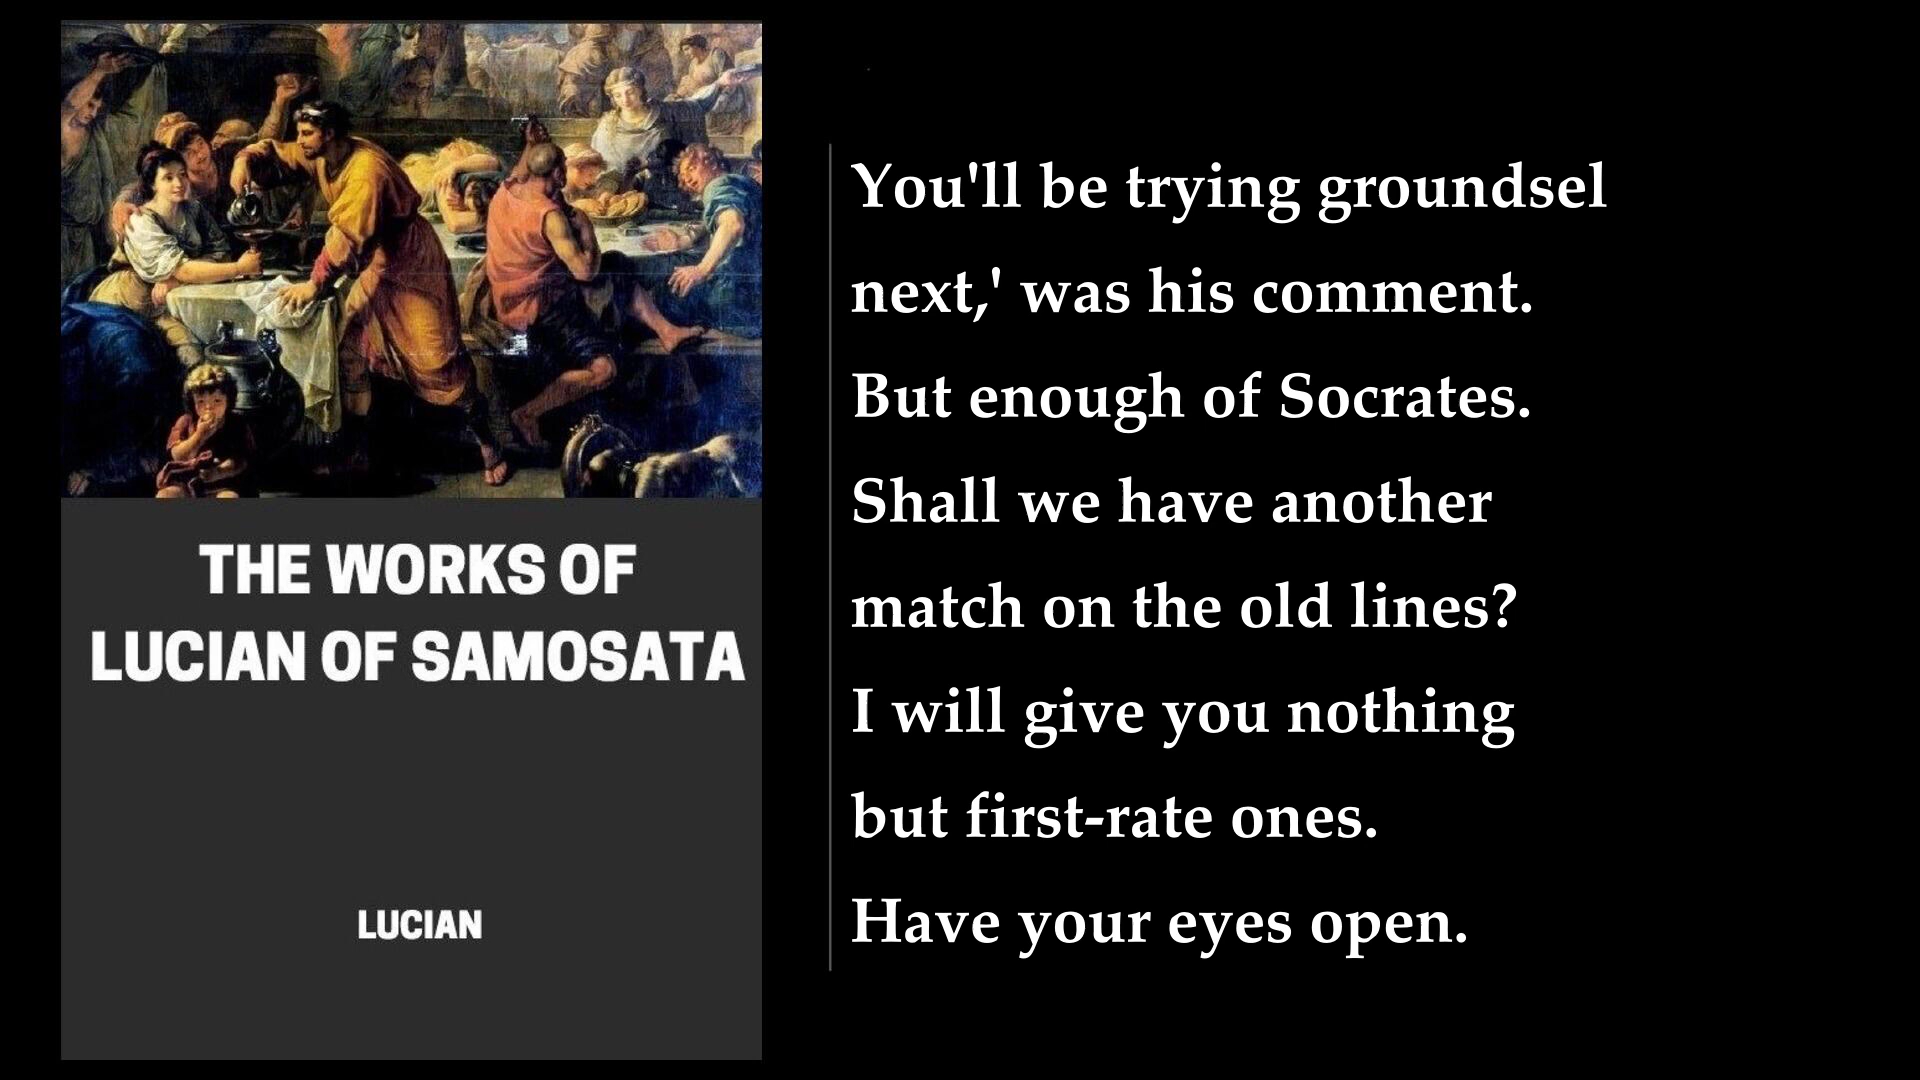 THE WORKS OF
LUCIAN OF SAMOSATA
LUCIAN
You'll be trying groundsel
next,' was his comment.
But enough of Socrates.
Shall we have another
match on the old lines?
I will give you nothing
but first-rate ones.
Have your eyes open.